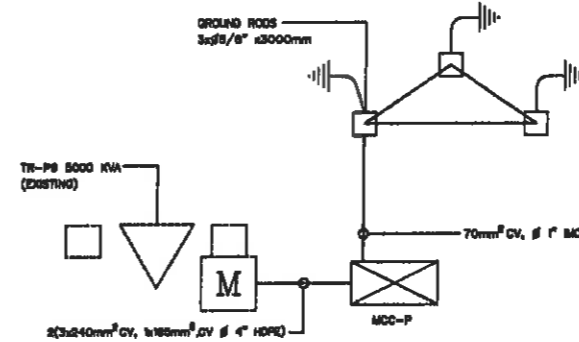 GROUND RODS
3xø5/8" x3000mm
TR-P9 5000 KVA
(EXISTING)
70mm² CV, ø 1" IMC
M
MCC-P
2(3x240mm² CV, 1x185mm², CV ø 4" HDPE)